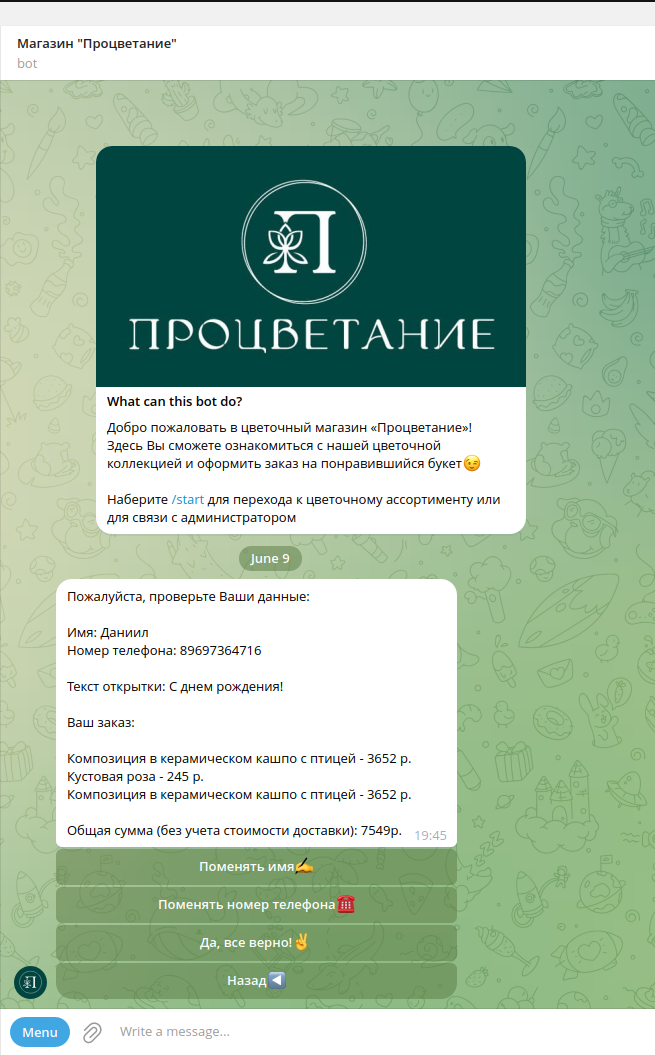 Магазин "Процветание"
bot
П
ПРОЦВЕТАНИЕ
What can this bot do?
Добро пожаловать в цветочный магазин «Процветание»!
Здесь Вы сможете ознакомиться с нашей цветочной
коллекцией и оформить заказ на понравившийся букет😉
Наберите /start для перехода к цветочному ассортименту или
для связи с администратором
June 9
Пожалуйста, проверьте Ваши данные:
Имя: Даниил
Номер телефона: 89697364716
Текст открытки: С днем рождения!
Ваш заказ:
Композиция в керамическом кашпо с птицей - 3652 р.
Кустовая роза - 245 р.
Композиция в керамическом кашпо с птицей - 3652 р.
Общая сумма (без учета стоимости доставки): 7549р.
19:45
Поменять имя✍️
Поменять номер телефона☎️
Да, все верно!✌️
Назад◀️
П
Menu
Write a message...